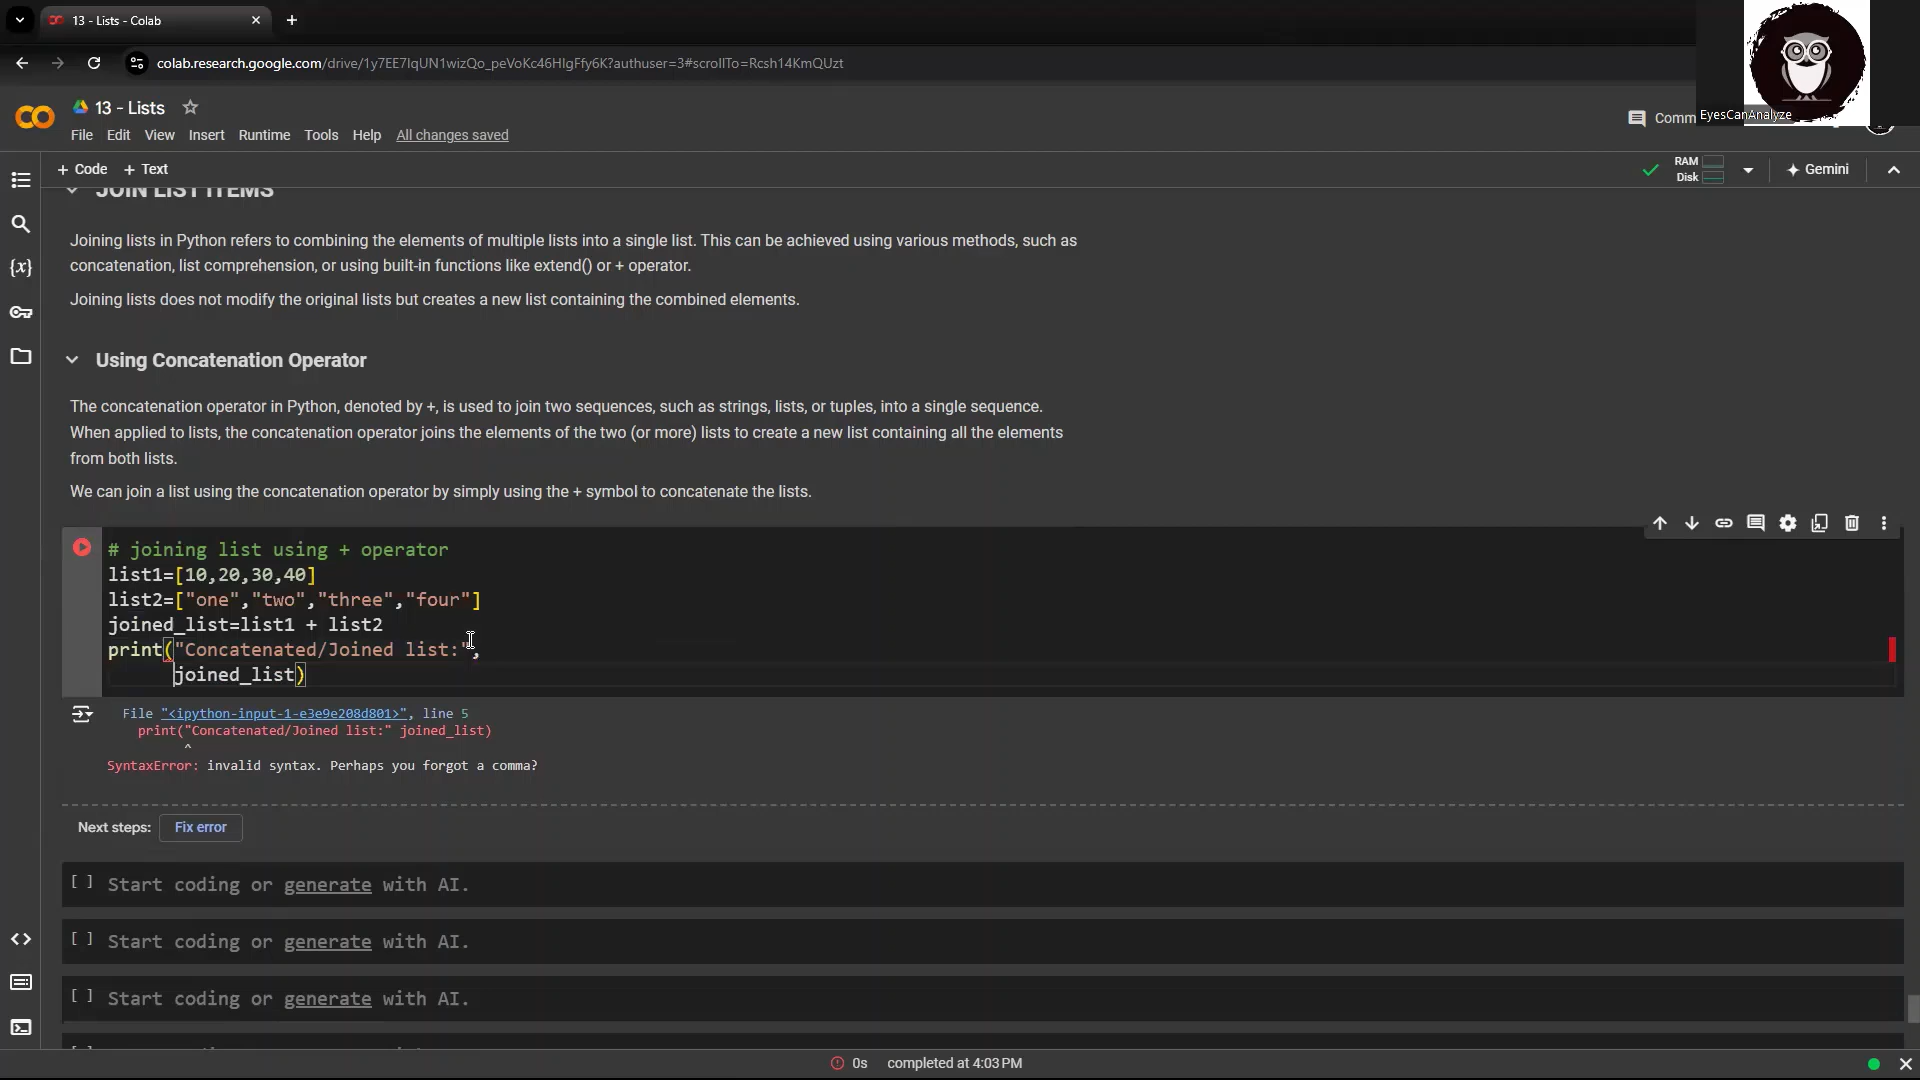 13 - Lists - Colab
colab.research.google.com/drive/1y7EE7IqUN1wizQo_peVoKc46HIgFfy6K?authuser=3#scrollTo=Rcsh14KmQUzt
EyesCanAnalyze
13 - Lists
Comm
File Edit View Insert Runtime Tools Help All changes saved
+ Code + Text
RAM
Disk
Gemini
JOIN LIST ITEMS
Joining lists in Python refers to combining the elements of multiple lists into a single list. This can be achieved using various methods, such as
concatenation, list comprehension, or using built-in functions like extend() or + operator.
Joining lists does not modify the original lists but creates a new list containing the combined elements.
Using Concatenation Operator
The concatenation operator in Python, denoted by +, is used to join two sequences, such as strings, lists, or tuples, into a single sequence.
When applied to lists, the concatenation operator joins the elements of the two (or more) lists to create a new list containing all the elements
from both lists.
We can join a list using the concatenation operator by simply using the + symbol to concatenate the lists.
# joining list using + operator
list1=[10,20,30,40]
list2=["one","two","three","four"]
joined_list=list1 + list2
print("Concatenated/Joined list:",
joined_list)
File "<ipython-input-1-e3e9e208d801>", line 5
print("Concatenated/Joined list:" joined_list)
^
SyntaxError: invalid syntax. Perhaps you forgot a comma?
Next steps: Fix error
[ ] Start coding or generate with AI.
[ ] Start coding or generate with AI.
[ ] Start coding or generate with AI.
0s completed at 4:03 PM